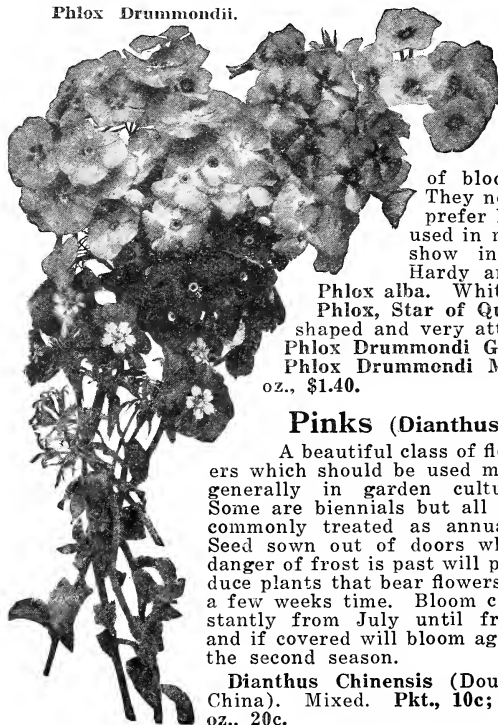 Phlox Drummondii.
of bloo
They ne
prefer
used in
show in
Hardy an
Phlox alba. Whit
Phlox, Star of Qu
shaped and very att
Phlox Drummondi G
Phlox Drummondi M
oz., $1.40.
Pinks (Dianthus
A beautiful class of flo
ers which should be used m
generally in garden cultu
Some are biennials but all
commonly treated as annua
Seed sown out of doors wh
danger of frost is past will p
duce plants that bear flowers
a few weeks time. Bloom c
stantly from July until fr
and if covered will bloom ag
the second season.
Dianthus Chinensis (Dou
China). Mixed. Pkt., 10c;
oz., 20c.